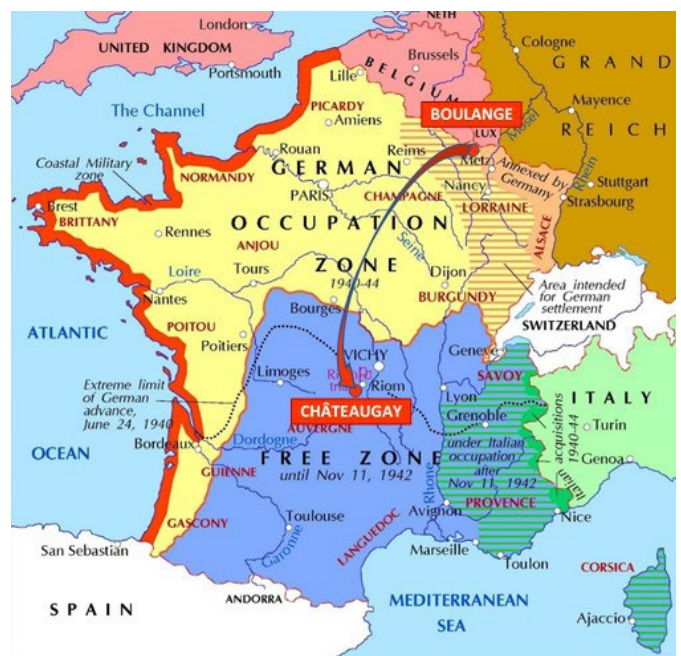 London
NETH
Cologne
UNITED KINGDOM
GRAND
Brussels
Portsmouth
BELGIUM
Lille
The Channel
PICARDY
BOULANGE
Mosel
Mayence
Amiens
LUX
REICH
Rouan
Reims
Metz
Rhein
Coastal Military
zone
NORMANDY
GERMAN
Annexed by
Germany
Stuttgart
PARIS
CHAMPAGNE
Nancy
Strasbourg
Brest
LORRAINE
BRITTANY
OCCUPATION
ALSACE
Rennes
ANJOU
Seine
Loire
Tours
ZONE
1940-44
Dijon
Area intended
for German
settlement
Nantes
Bourges
BURGUNDY
SWITZERLAND
ATLANTIC
POITOU
Poitiers
VICHY
Geneve
Extreme limit
of German
advance,
June 24, 1940
Limoges
Riom
SAVOY
ITALY
Lyon
CHÂTEAUGAY
Grenoble
Turin
AUVERGNE
Italian
acquisitions
1940-44
OCEAN
Bordeaux
Dordogne
under Italian
occupation
after
Nov 11, 1942
Genoa
GUIENNE
FREE ZONE
until Nov 11, 1942
Rhone
PROVENCE
Avignon
Nice
GASCONY
Toulouse
LANGUEDOC
Garonne
Marseille
Toulon
CORSICA
San Sebastian
ANDORRA
MEDITERRANEAN
SEA
SPAIN
Ajaccio